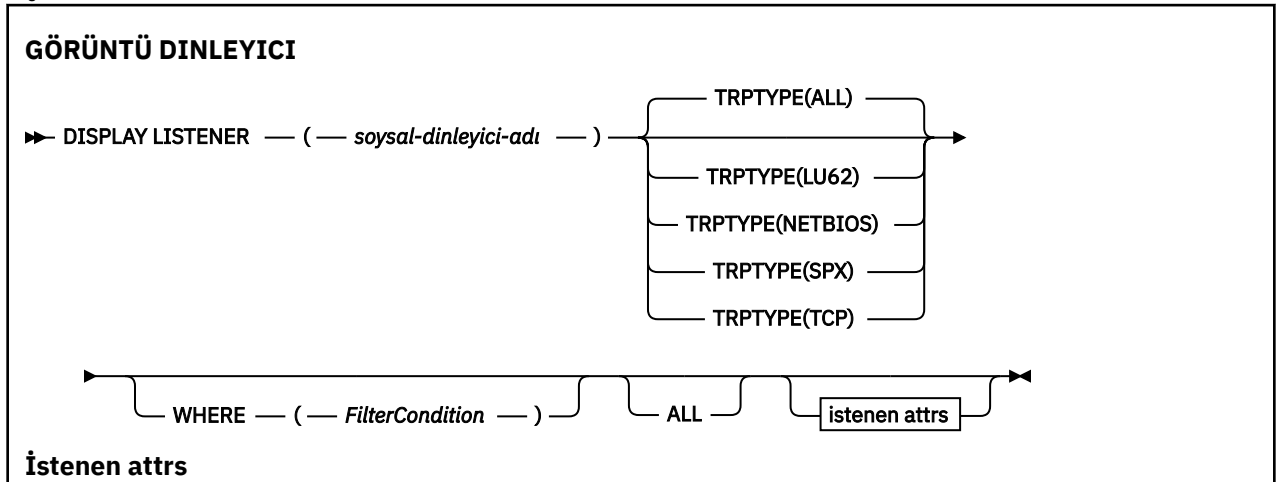 GÖRÜNTÜ DINLEYICI
TRPTYPE(ALL)
DISPLAY LISTENER ( soysal-dinleyici-adı )
TRPTYPE(LU62)
TRPTYPE(NETBIOS)
TRPTYPE(SPX)
TRPTYPE(TCP)
WHERE ( FilterCondition ) ALL istenen attrs
İstenen attrs